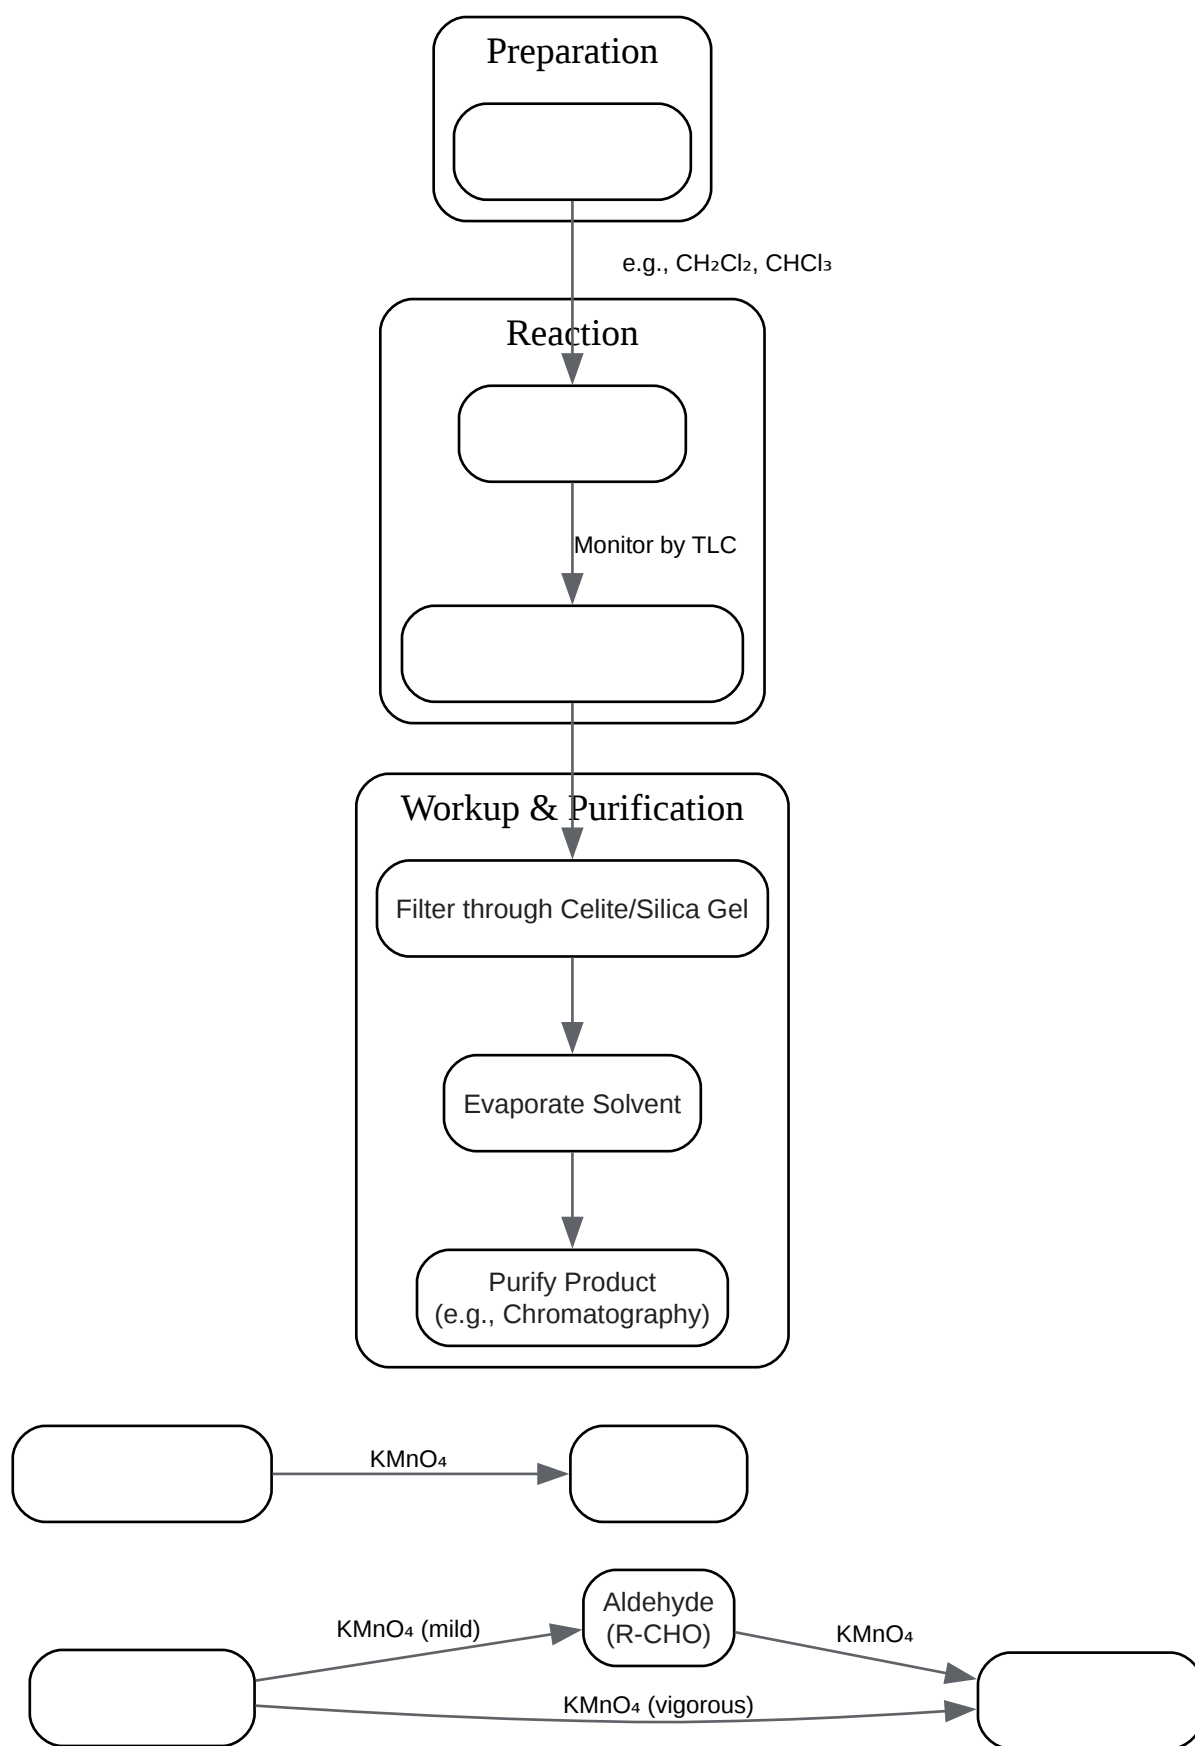 Preparation
e.g., CH₂Cl₂, CHCl₃
Reaction
Monitor by TLC
Workup & Purification
Filter through Celite/Silica Gel
Evaporate Solvent
Purify Product
(e.g., Chromatography)
KMnO₄
Aldehyde
(R-CHO)
KMnO₄ (mild)
KMnO₄
KMnO₄ (vigorous)